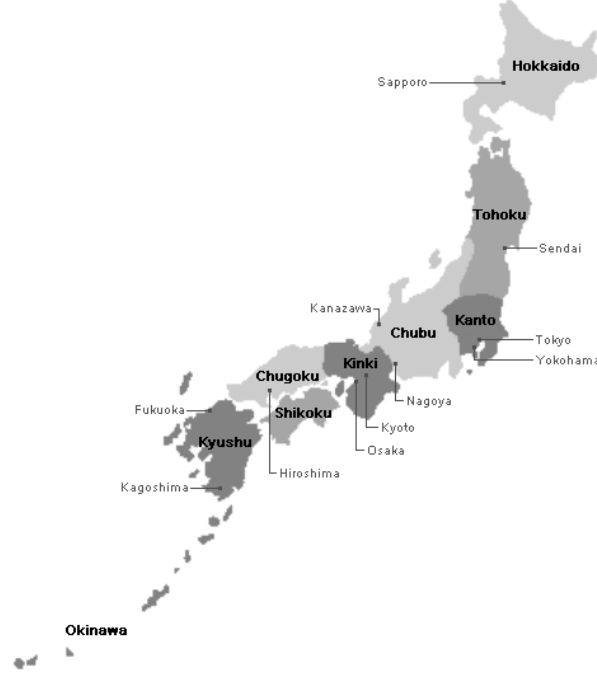 Hokkaido
Sapporo
Tohoku
Sendai
Kanazawa
Kanto
Chubu
Tokyo
Yokohama
Kinki
Chugoku
Nagoya
Fukuoka
Shikoku
Kyoto
Kyushu
Osaka
Hiroshima
Kagoshima
Okinawa